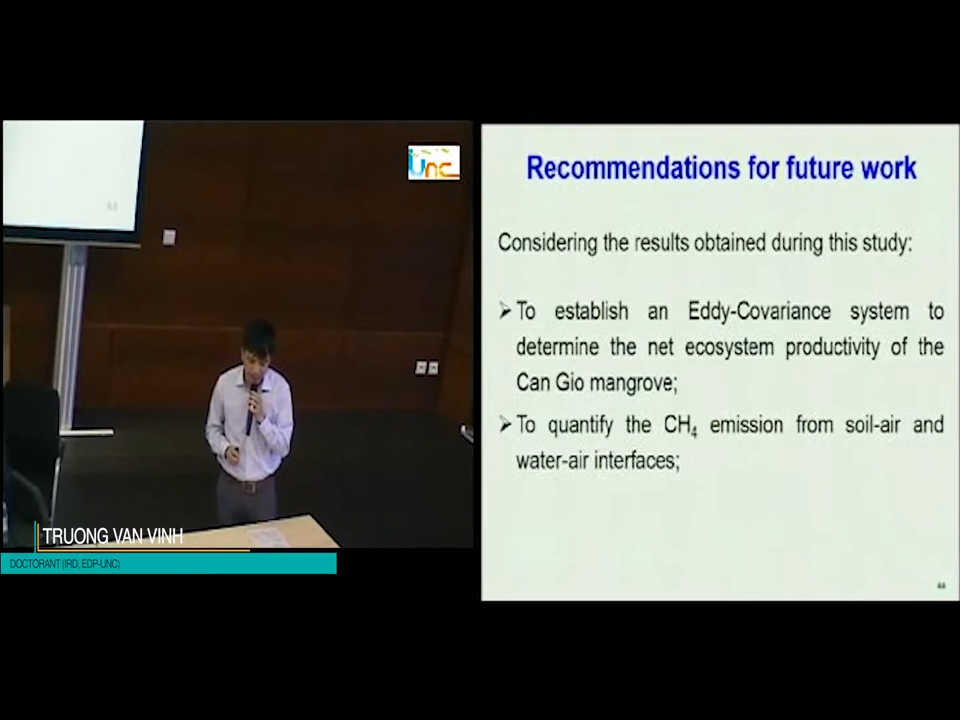 Unc
TRUONG VAN VINH
DOCTORANT (IRD, EDP-UNC)
Recommendations for future work
Considering the results obtained during this study:
➢ To establish an Eddy-Covariance system to
determine the net ecosystem productivity of the
Can Gio mangrove;
➢ To quantify the CH₄ emission from soil-air and
water-air interfaces;